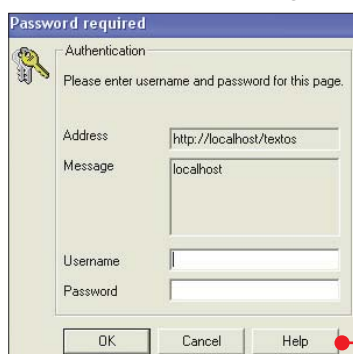 Password required
Authentication
Please enter username and password for this page.
Address
http://localhost/textos
Message
localhost
Username
Password
OK Cancel Help